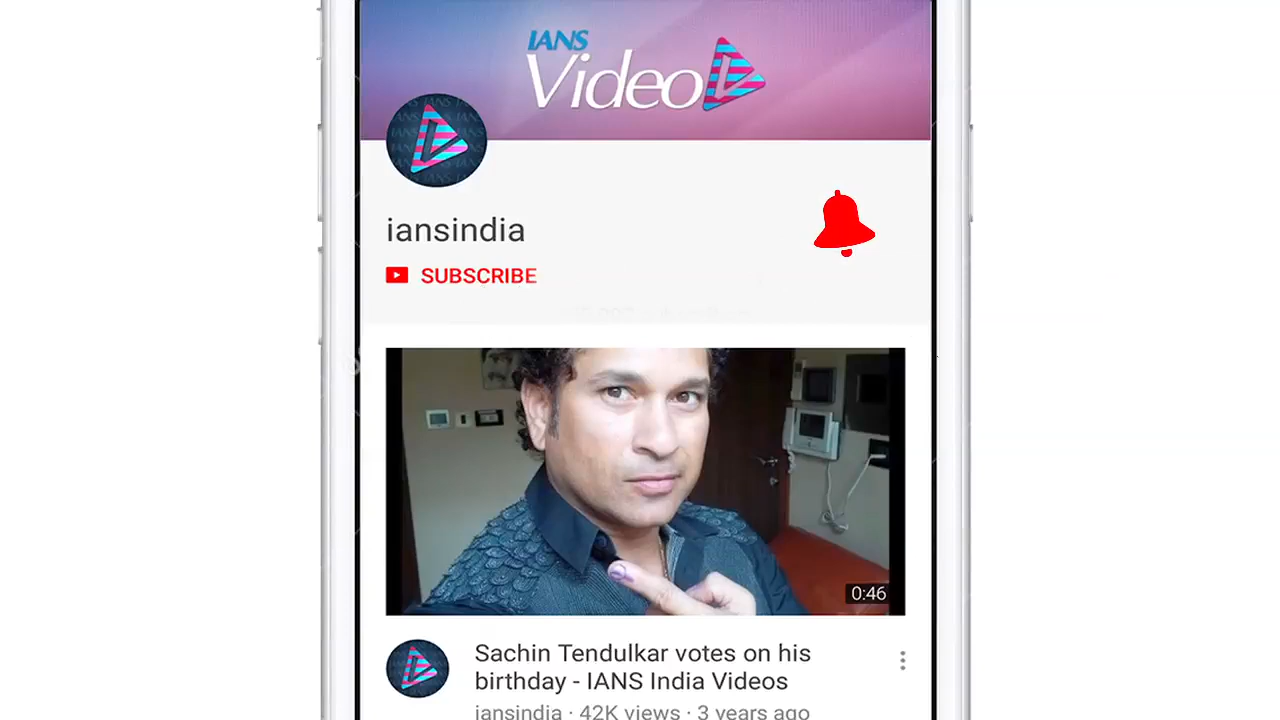 IANS
Video
iansindia
SUBSCRIBE
0:46
Sachin Tendulkar votes on his
birthday - IANS India Videos
iansindia · 42K views · 3 years ago